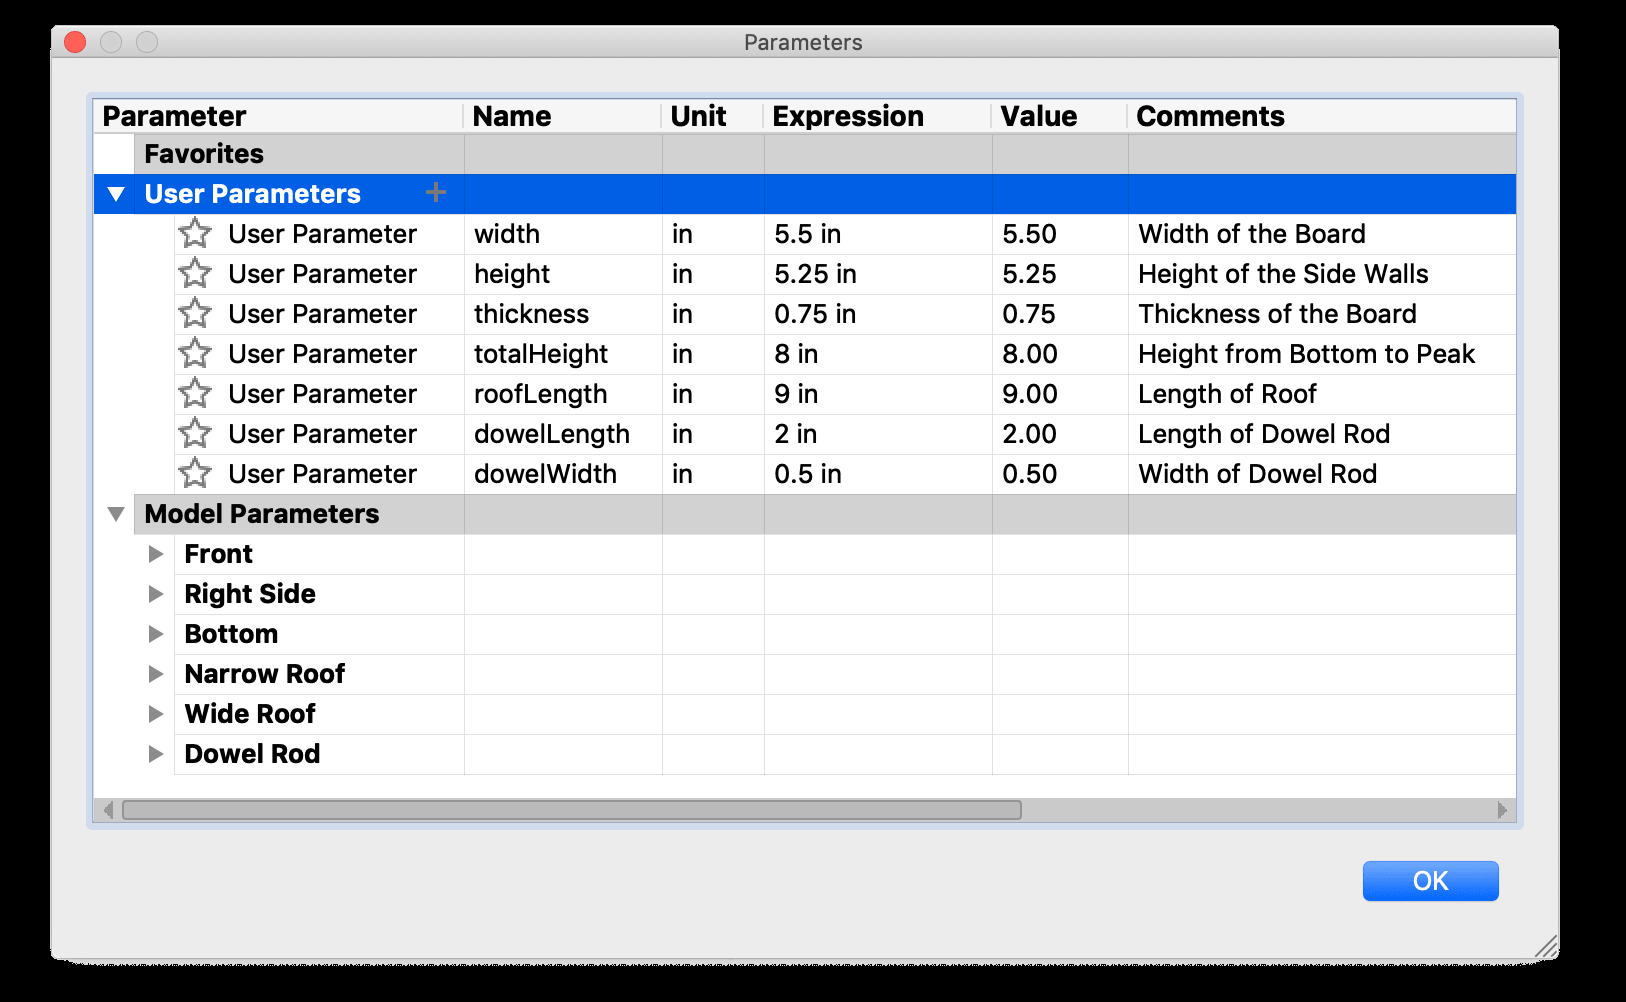 Parameters
Parameter Name Unit Expression Value Comments
Favorites
User Parameters +
User Parameter width in 5.5 in 5.50 Width of the Board
User Parameter height in 5.25 in 5.25 Height of the Side Walls
User Parameter thickness in 0.75 in 0.75 Thickness of the Board
User Parameter totalHeight in 8 in 8.00 Height from Bottom to Peak
User Parameter roofLength in 9 in 9.00 Length of Roof
User Parameter dowelLength in 2 in 2.00 Length of Dowel Rod
User Parameter dowelWidth in 0.5 in 0.50 Width of Dowel Rod
Model Parameters
Front
Right Side
Bottom
Narrow Roof
Wide Roof
Dowel Rod
OK